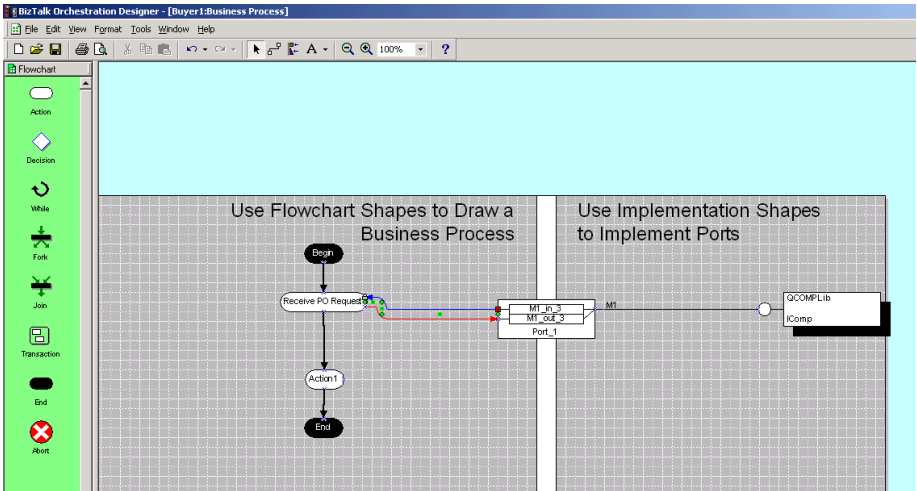 BizTalk Orchestration Designer - [Buyer1:Business Process]
File Edit View Format Tools Window Help
A 100% ?
Flowchart
Action
Decision
While
Fork
Join
Transaction
End
Abort
Use Flowchart Shapes to Draw a
Business Process
Use Implementation Shapes
to Implement Ports
Begin
Receive PO Request
M1_in_3
M1_out_3
Port_1
M1
QCOMPLib
IComp
Action1
End